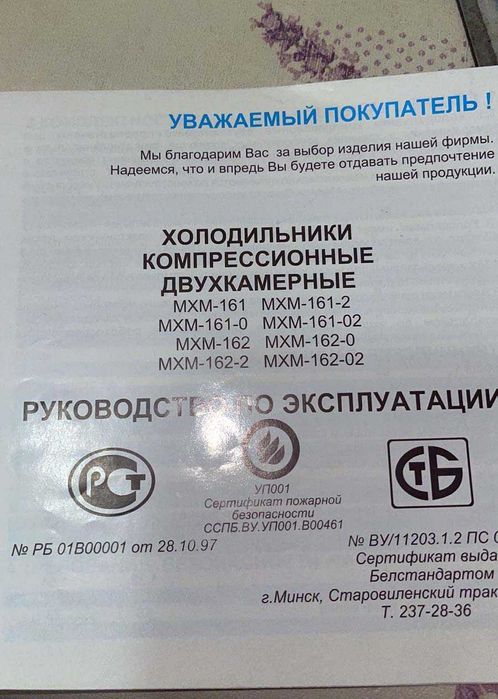 УВАЖАЕМЫЙ ПОКУПАТЕЛЬ !
Мы благодарим Вас за выбор изделия нашей фирмы.
Надеемся, что и впредь Вы будете отдавать предпочтение
нашей продукции.
ХОЛОДИЛЬНИКИ
КОМПРЕССИОННЫЕ
ДВУХКАМЕРНЫЕ
МХМ-161 МХМ-161-2
МХМ-161-0 МХМ-161-02
МХМ-162 МХМ-162-0
МХМ-162-2 МХМ-162-02
РУКОВОДСТВО ПО ЭКСПЛУАТАЦИИ
РСТ
СТБ
УП001
Сертификат пожарной
безопасности
ССПБ.ВУ.УП001.В00461
№ РБ 01В00001 от 28.10.97
№ ВУ/11203.1.2 ПС
Сертификат выда
Белстандартом
г.Минск, Старовиленский трак
Т. 237-28-36